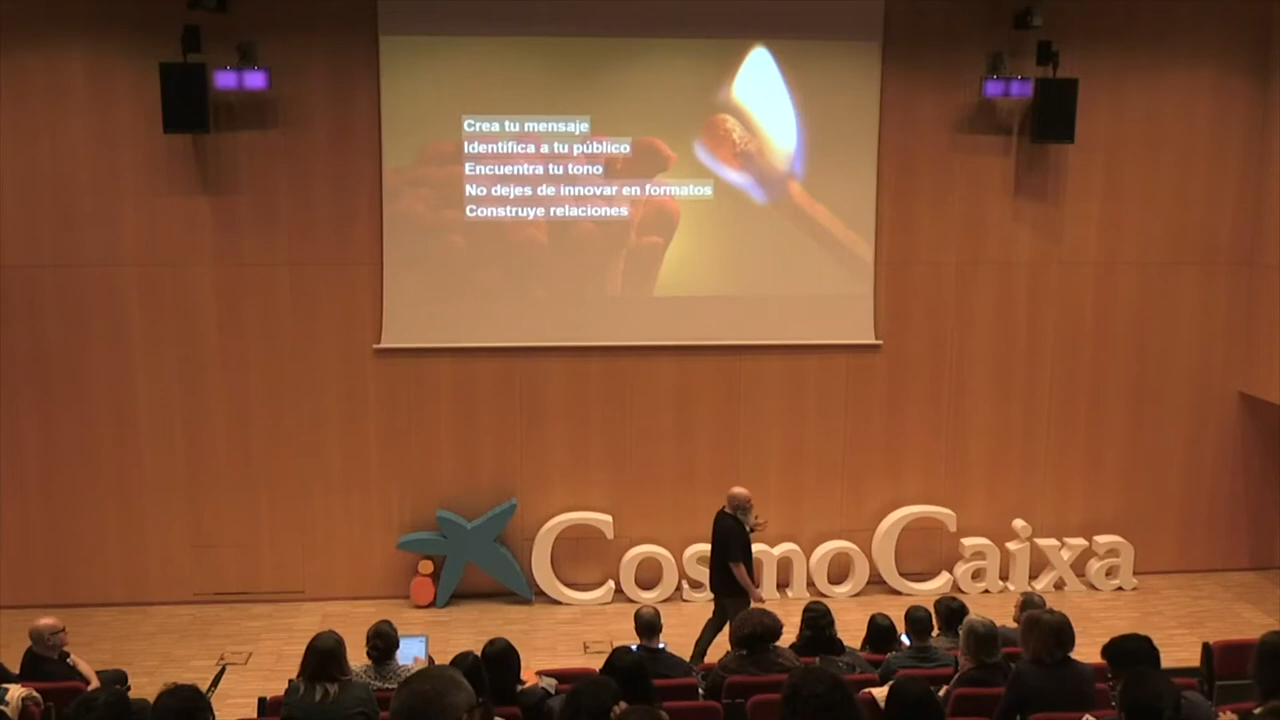 Crea tu mensaje
Identifica a tu público
Encuentra tu tono
No dejes de innovar en formatos
Construye relaciones
CosmoCaixa